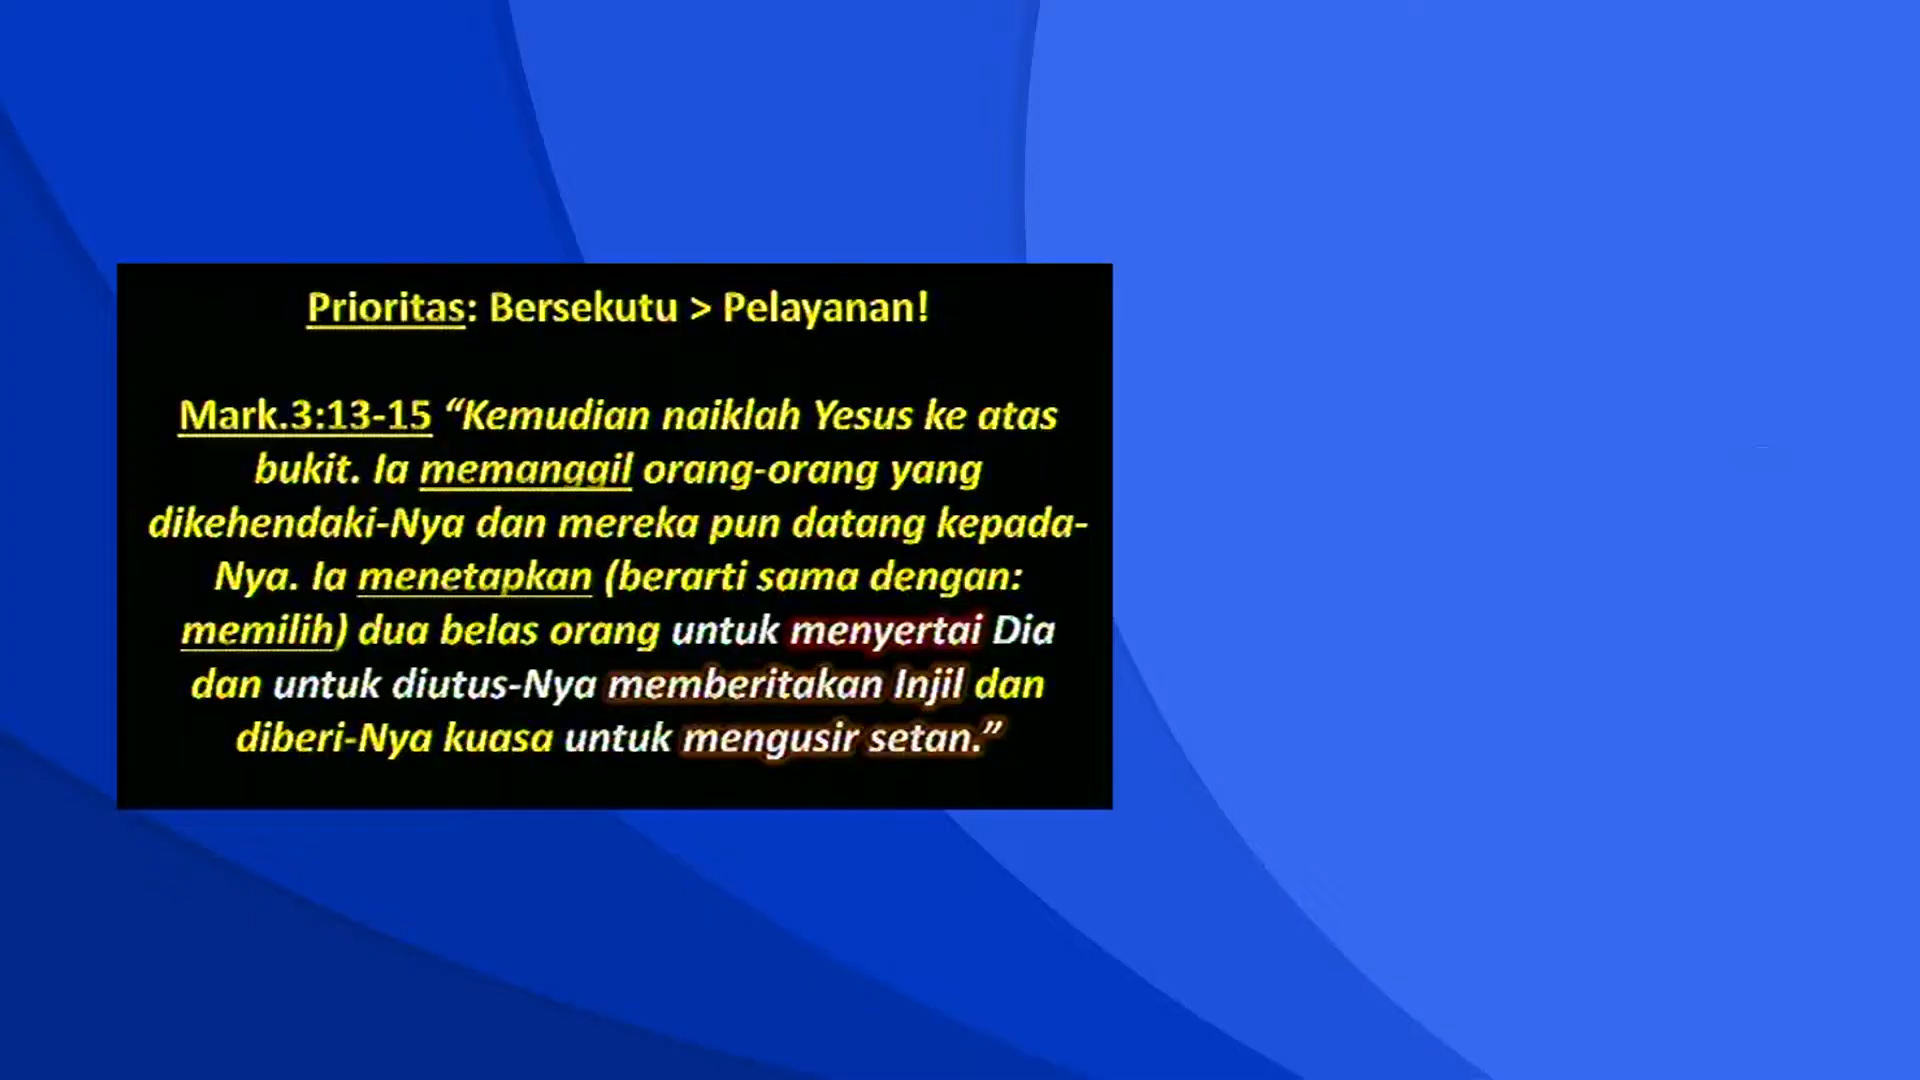 Prioritas: Bersekutu > Pelayanan!
Mark.3:13-15 “Kemudian naiklah Yesus ke atas
bukit. Ia memanggil orang-orang yang
dikehendaki-Nya dan mereka pun datang kepada-
Nya. Ia menetapkan (berarti sama dengan:
memilih) dua belas orang untuk menyertai Dia
dan untuk diutus-Nya memberitakan Injil dan
diberi-Nya kuasa untuk mengusir setan.”